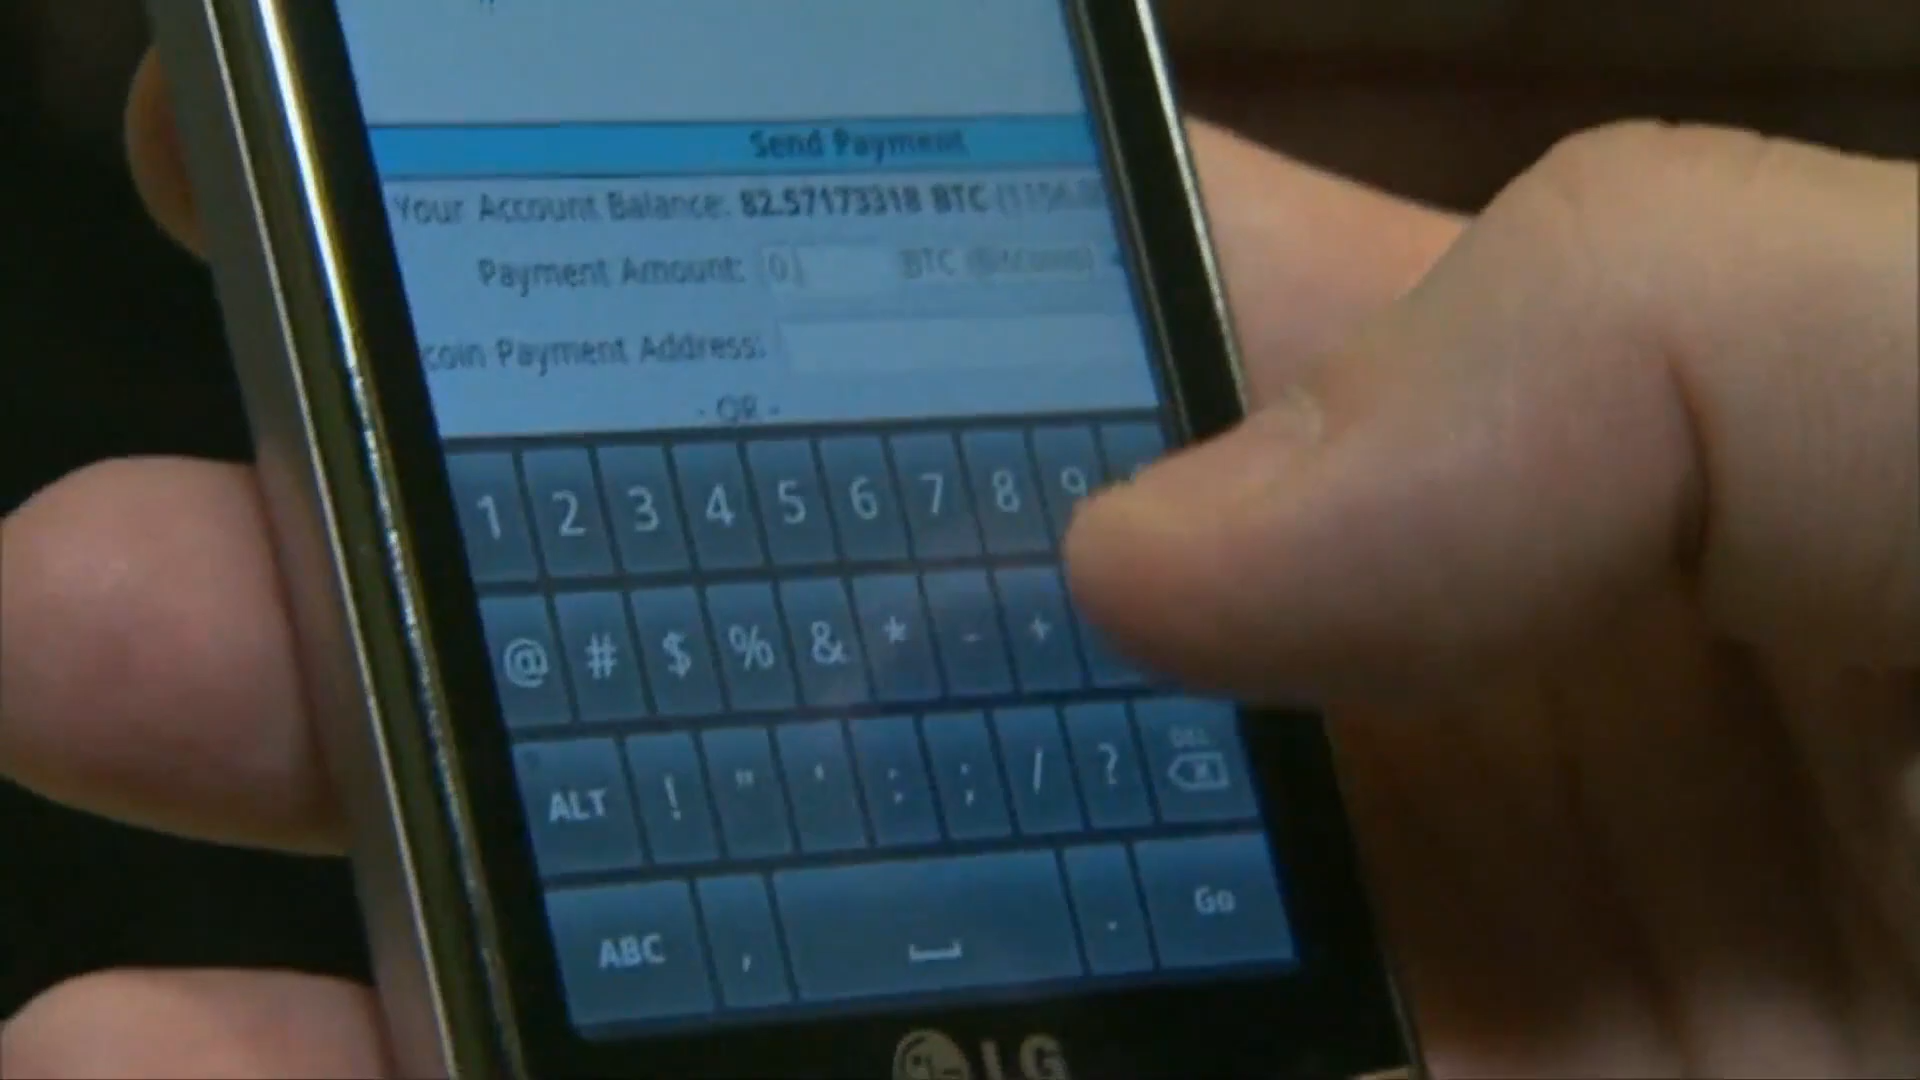 Send Payment
Your Account Balance: 82.57173318 BTC
Payment Amount: 0 BTC
coin Payment Address:
- OR -
1 2 3 4 5 6 7 8 9
@ # $ % & * - +
ALT ! " ' : ; / ? DEL
ABC , . Go
LG